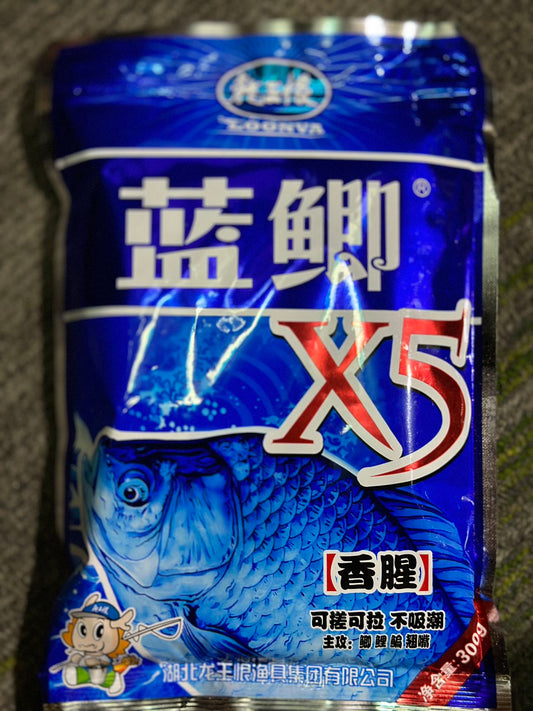 龙王恨
LOONVA
蓝鲫®
X5
【香腥】
可搓可拉 不吸潮
主攻：鲫 鲤 鳊 翘嘴
净含量：300g
湖北龙王恨渔具集团有限公司